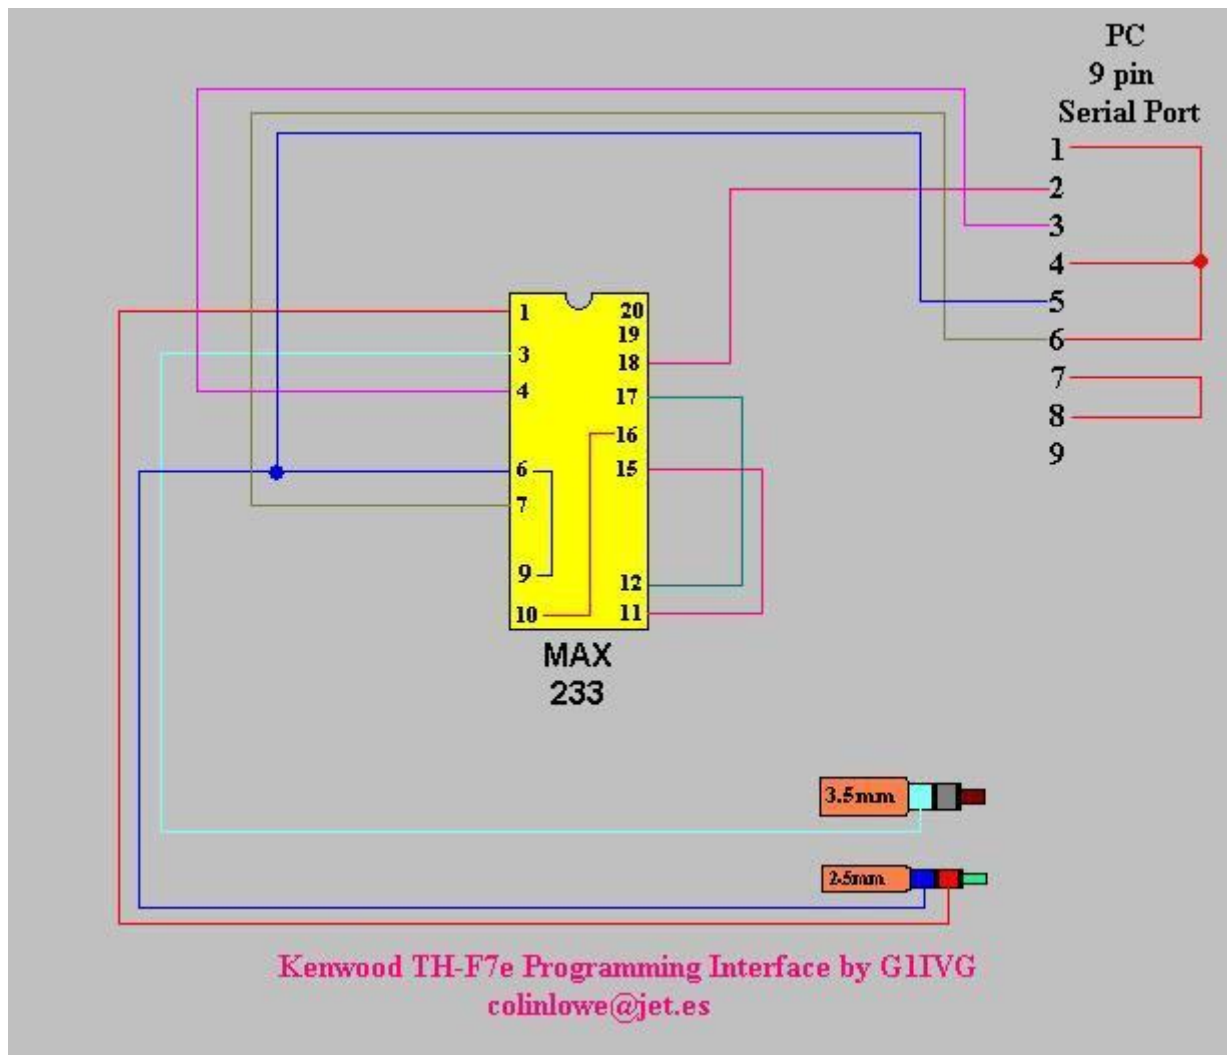 PC
9 pin
Serial Port
1
2
3
4
5
6
7
8
9
1 20
19
3 18
4 17
16
6 15
7
9 12
10 11
MAX
233
3.5mm
2.5mm
Kenwood TH-F7e Programming Interface by G1IVG
colinlowe@jet.es